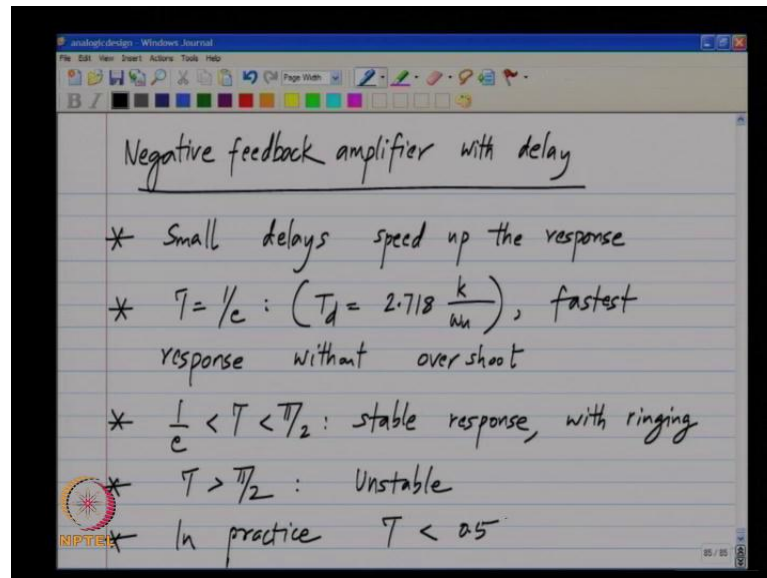 analogicdesign - Windows Journal
File Edit View Insert Actions Tools Help
Page Width
B I
Negative feedback amplifier with delay
* Small delays speed up the response
* T = 1/e : (Td = 2.718 k/ωu), fastest
response without overshoot
* 1/e < T < π/2 : stable response, with ringing
* T > π/2 : Unstable
* In practice T < 0.5
NPTEL
85 / 85